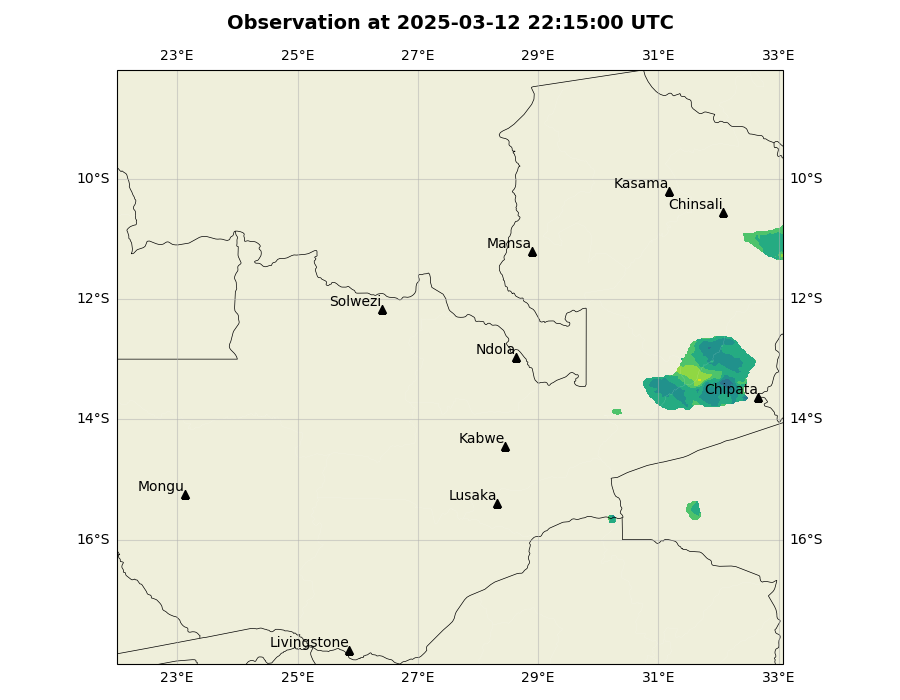 Observation at 2025-03-12 22:15:00 UTC
23°E 25°E 27°E 29°E 31°E 33°E
10°S 10°S
Kasama
Chinsali
Mansa
12°S 12°S
Solwezi
Ndola
Chipata
14°S 14°S
Kabwe
Mongu
Lusaka
16°S 16°S
Livingstone
23°E 25°E 27°E 29°E 31°E 33°E